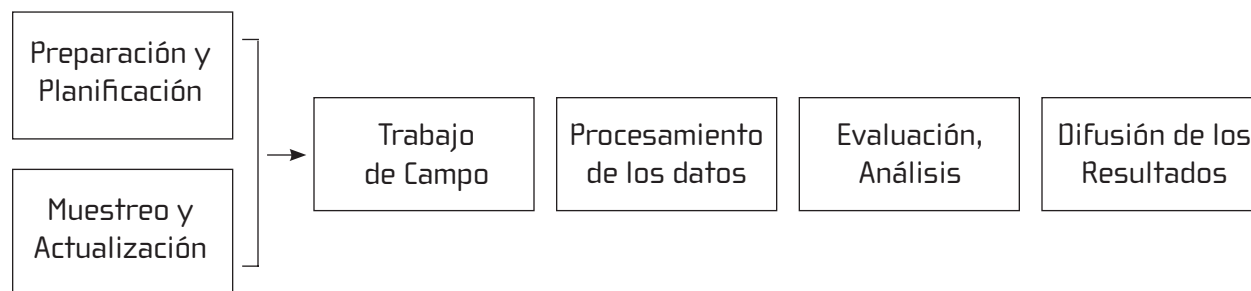 Preparación y
Planificación
Muestreo y
Actualización
Trabajo
de Campo
Procesamiento
de los datos
Evaluación,
Análisis
Difusión de los
Resultados